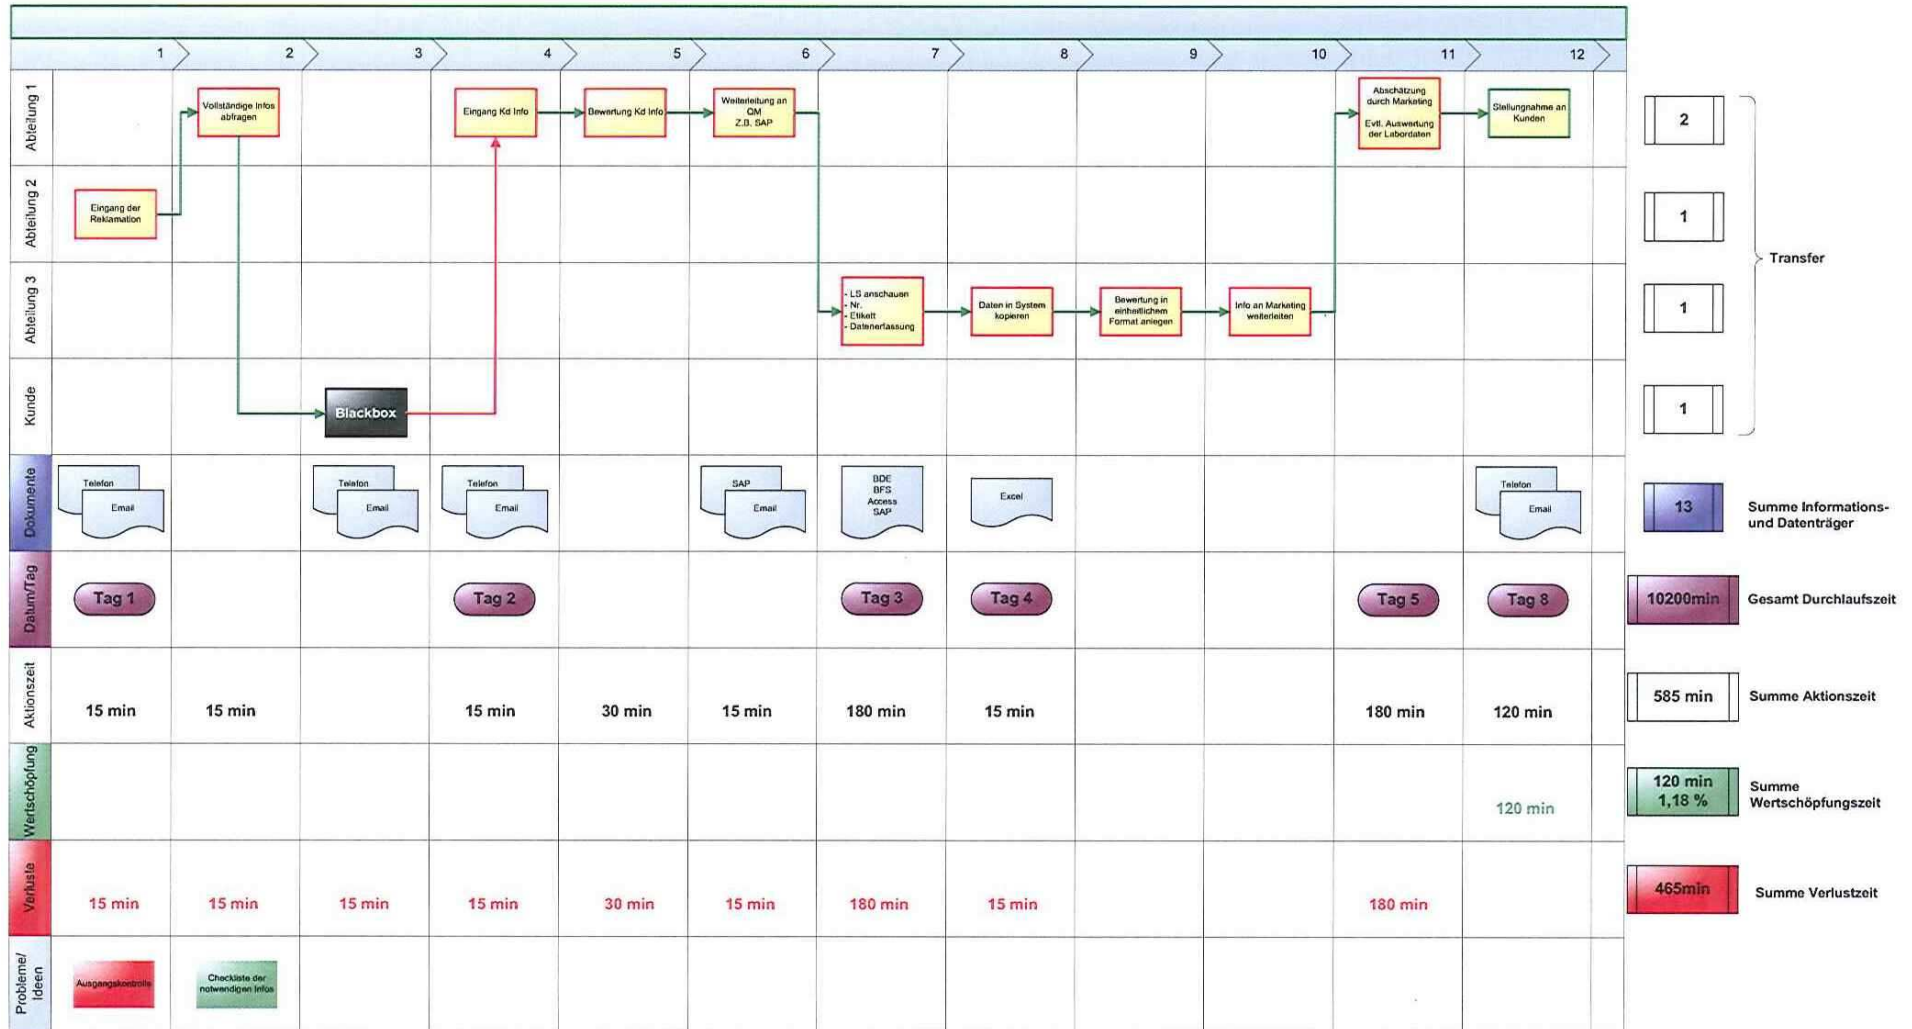 1 2 3 4 5 6 7 8 9 10 11 12
Abteilung 1
Vollständige Infos
abfragen
Eingang Kd Info
Bewertung Kd Info
Weiterleitung an
QM
Z.B. SAP
Abschätzung
durch Marketing
Evtl. Auswertung
der Labordaten
Stellungnahme an
Kunden
2
Abteilung 2
Eingang der
Reklamation
1
Transfer
Abteilung 3
- LS anschauen
- Nr.
- Etikett
- Datenerfassung
Daten in System
kopieren
Bewertung in
einheitlichem
Format anlegen
Info an Marketing
weiterleiten
1
Kunde
Blackbox
1
Dokumente
Telefon
Email
Telefon
Email
Telefon
Email
SAP
Email
BDE
BFS
Access
SAP
Excel
Telefon
Email
13
Summe Informations-
und Datenträger
Datum/Tag
Tag 1
Tag 2
Tag 3
Tag 4
Tag 5
Tag 8
10200min
Gesamt Durchlaufszeit
Aktionszeit
15 min
15 min
15 min
30 min
15 min
180 min
15 min
180 min
120 min
585 min
Summe Aktionszeit
Wertschöpfung
120 min
120 min
1,18 %
Summe
Wertschöpfungszeit
Verluste
15 min
15 min
15 min
15 min
30 min
15 min
180 min
15 min
180 min
465min
Summe Verlustzeit
Probleme/
Ideen
Ausgangskontrolle
Checkliste der
notwendigen Infos